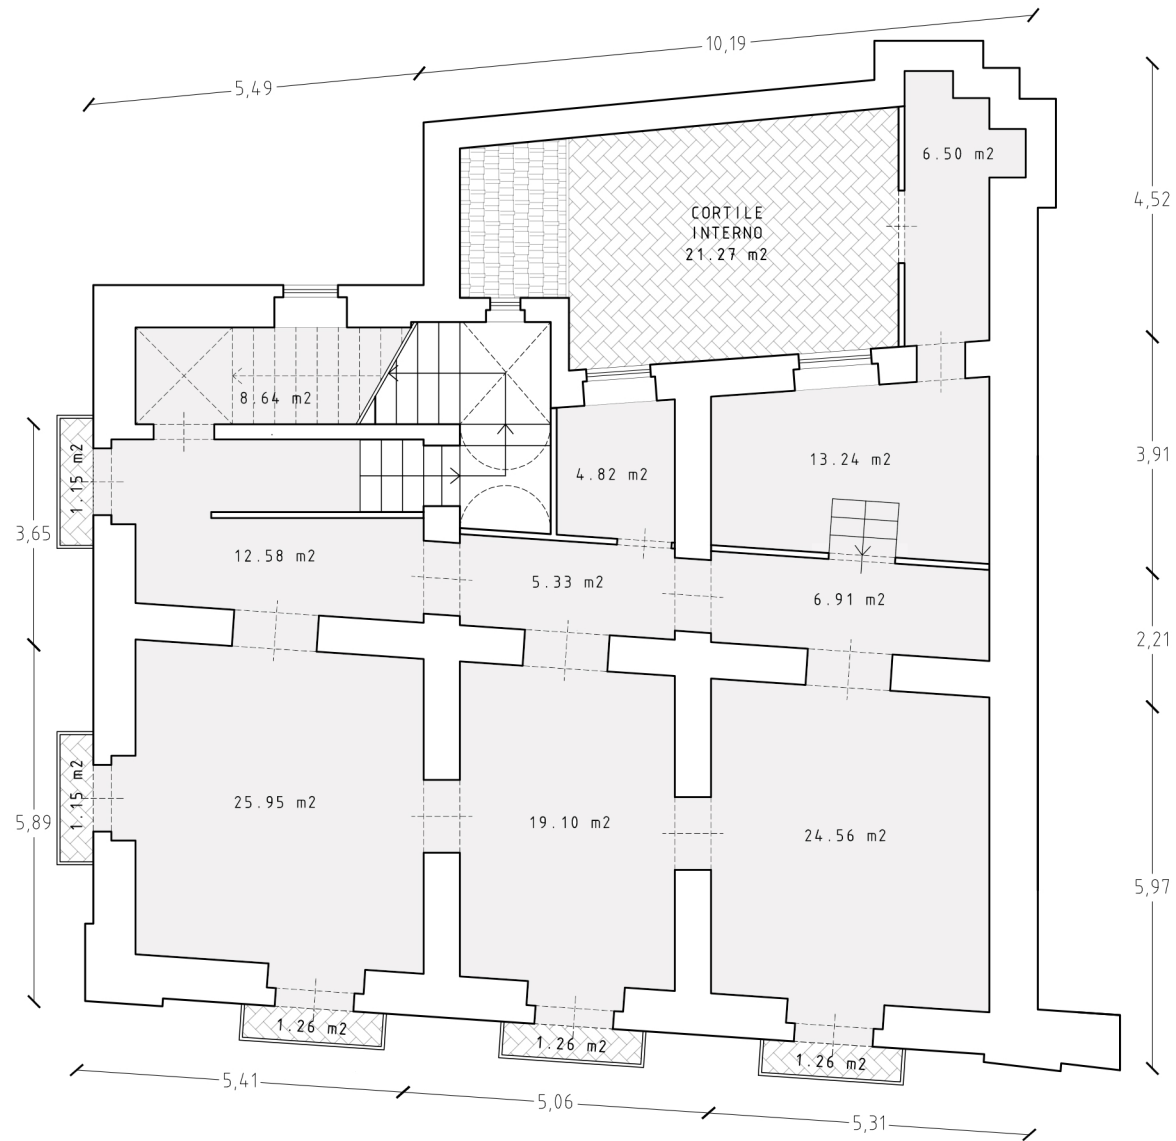 10,19
5,49
6.50 m2
4,52
CORTILE
INTERNO
21.27 m2
8.64 m2
1.15 m2
4.82 m2
13.24 m2
3,91
3,65
12.58 m2
5.33 m2
6.91 m2
2,21
1.15 m2
25.95 m2
19.10 m2
24.56 m2
5,89
5,97
1.26 m2
1.26 m2
1.26 m2
5,41
5,06
5,31